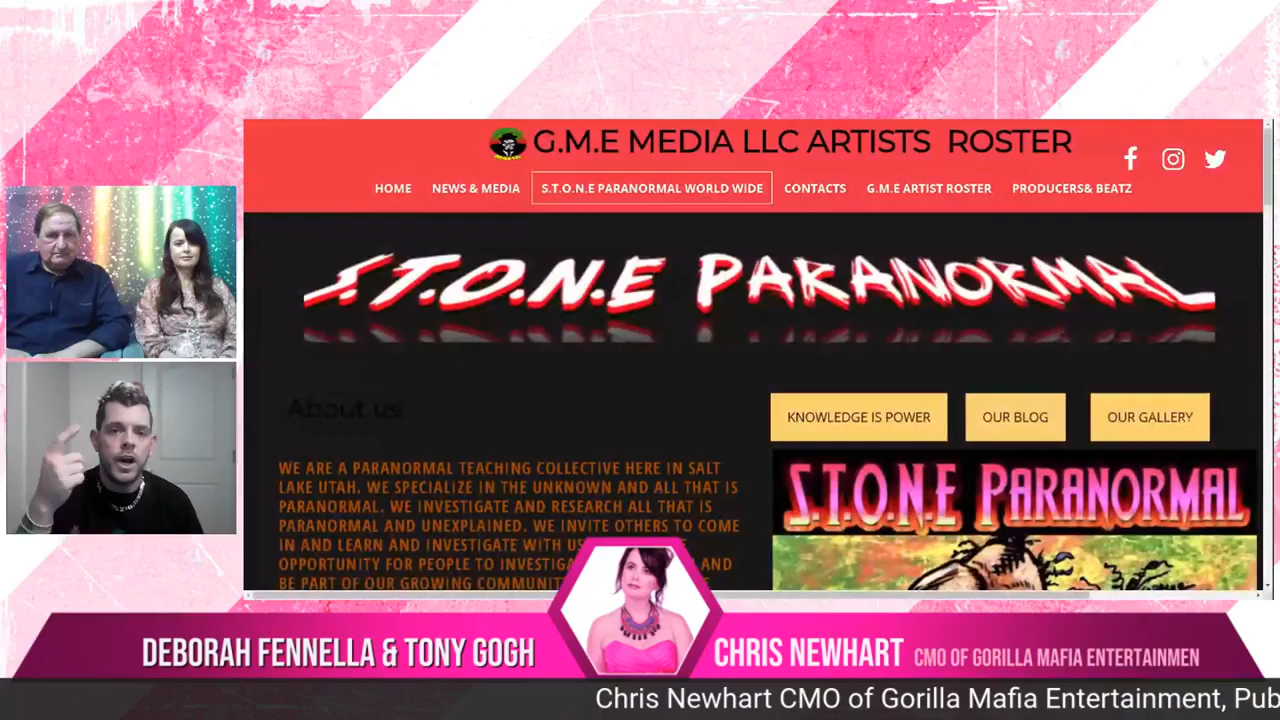 G.M.E MEDIA LLC ARTISTS ROSTER
HOME NEWS & MEDIA S.T.O.N.E PARANORMAL WORLD WIDE CONTACTS G.M.E ARTIST ROSTER PRODUCERS& BEATZ
S.T.O.N.E PARANORMAL
About us
KNOWLEDGE IS POWER OUR BLOG OUR GALLERY
WE ARE A PARANORMAL TEACHING COLLECTIVE HERE IN SALT
LAKE UTAH. WE SPECIALIZE IN THE UNKNOWN AND ALL THAT IS
PARANORMAL. WE INVESTIGATE AND RESEARCH ALL THAT IS
PARANORMAL AND UNEXPLAINED. WE INVITE OTHERS TO COME
IN AND LEARN AND INVESTIGATE WITH US
OPPORTUNITY FOR PEOPLE TO AND
BE PART OF OUR GROWING
S.T.O.N.E PARANORMAL
DEBORAH FENNELLA & TONY GOGH
CHRIS NEWHART CMO OF GORILLA MAFIA ENTERTAINMEN
Chris Newhart CMO of Gorilla Mafia Entertainment, Pub